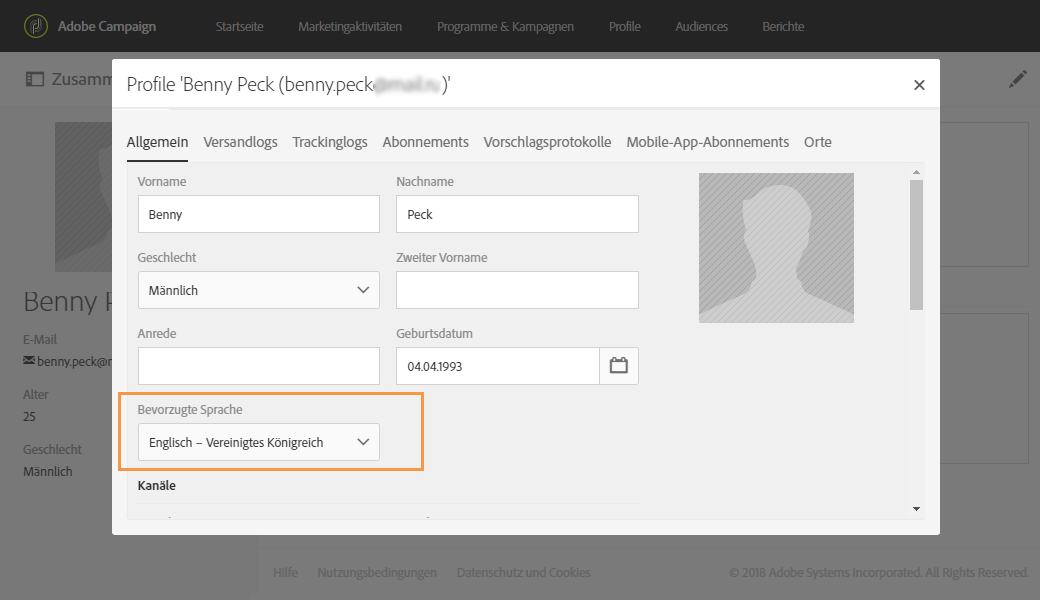 Adobe Campaign Startseite Marketingaktivitäten Programme & Kampagnen Profile Audiences Berichte
Zusamm
Profile 'Benny Peck (benny.peck )'
Allgemein Versandlogs Trackinglogs Abonnements Vorschlagsprotokolle Mobile-App-Abonnements Orte
Vorname Nachname
Benny Peck
Geschlecht Zweiter Vorname
Männlich
Anrede Geburtsdatum
04.04.1993
Bevorzugte Sprache
Englisch – Vereinigtes Königreich
Kanäle
Benny
E-Mail
benny.peck@
Alter
25
Geschlecht
Männlich
Hilfe Nutzungsbedingungen Datenschutz und Cookies © 2018 Adobe Systems Incorporated. All Rights Reserved.